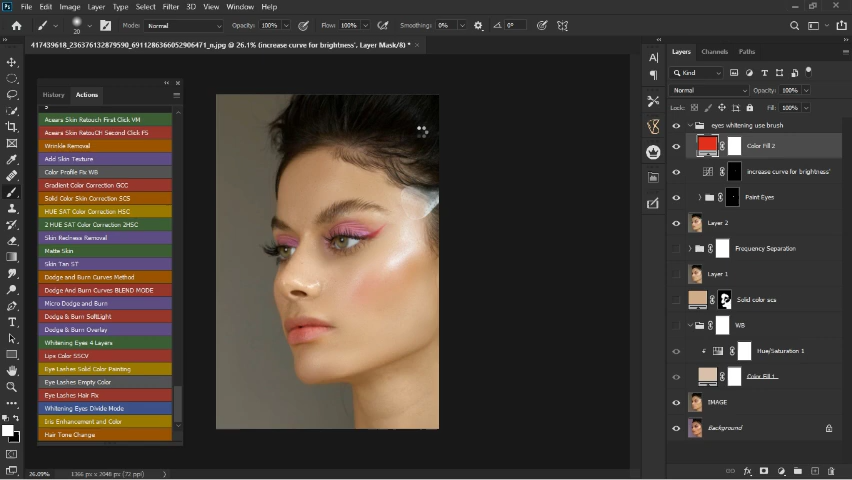 File Edit Image Layer Type Select Filter 3D View Window Help
20 Mode: Normal Opacity: 100% Flow: 100% Smoothing: 0% 0°
417439618_236376132879590_6911286366052906471_n.jpg @ 26.1% (increase curve for brightness', Layer Mask/8) *
History Actions
Acears Skin Retouch First Click VM
Acears Skin RetouCH Second Click FS
Wrinkle Removal
Add Skin Texture
Color Profile Fix WB
Gradient Color Correction GCC
Solid Color Skin Correction SCS
HUE SAT Color Correction HSC
2 HUE SAT Color Correction 2HSC
Skin Redness Removal
Matte Skin
Skin Tan ST
Dodge and Burn Curves Method
Dodge And Burn Curves BLEND MODE
Micro Dodge and Burn
Dodge & Burn SoftLight
Dodge & Burn Overlay
Whitening Eyes 4 Layers
Lips Color SSCV
Eye Lashes Solid Color Painting
Eye Lashes Empty Color
Eye Lashes Hair Fix
Whitening Eyes Divide Mode
Iris Enhancement and Color
Hair Tone Change
Layers Channels Paths
Kind
Normal Opacity: 100%
Lock: Fill: 100%
eyes whitening use brush
Color Fill 2
increase curve for brightness'
Paint Eyes
Layer 2
Frequency Separation
Layer 1
Solid color scs
WB
Hue/Saturation 1
Color Fill 1
IMAGE
Background
26.09% 1366 px x 2048 px (72 ppi)